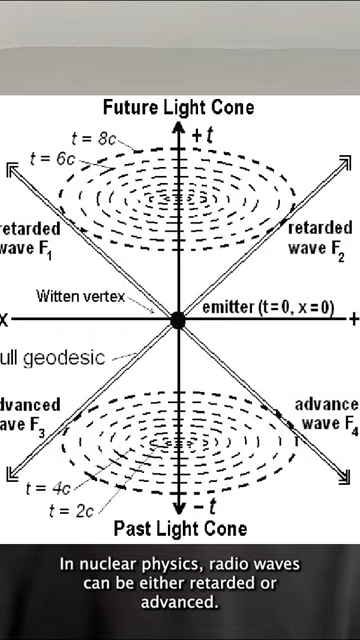 Future Light Cone
t = 8c
+t
t = 6c
retarded
wave F1
retarded
wave F2
Witten vertex
emitter (t=0, x=0)
x
+
ull geodesic
dvanced
ave F3
advance
wave F4
t = 4c
t = 2c
-t
Past Light Cone
In nuclear physics, radio waves
can be either retarded or
advanced.